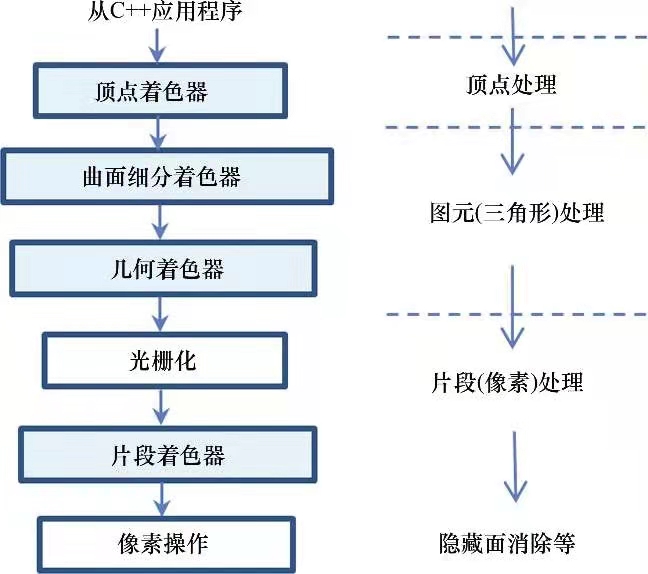 从C++应用程序
顶点着色器
顶点处理
曲面细分着色器
图元(三角形)处理
几何着色器
光栅化
片段(像素)处理
片段着色器
像素操作
隐藏面消除等